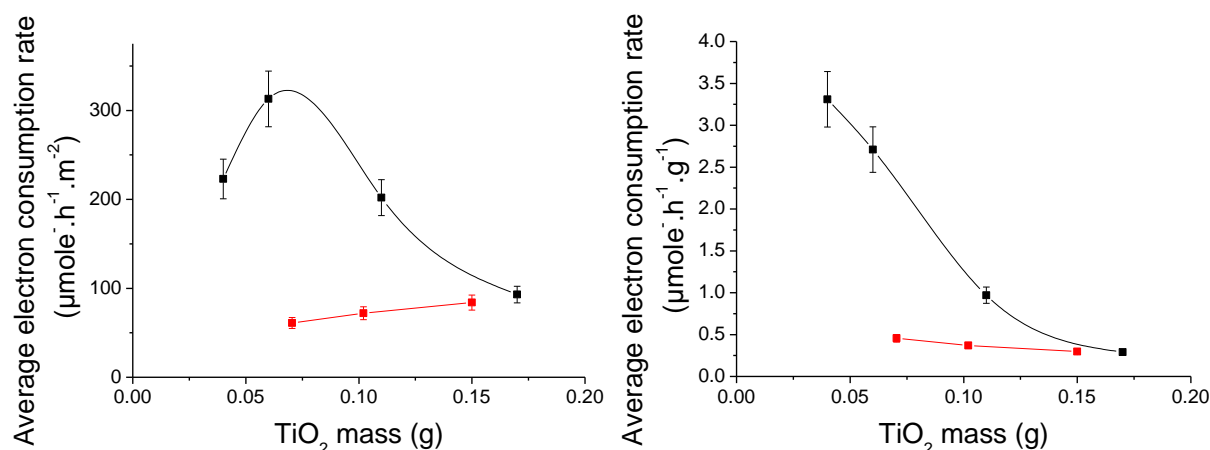 Average electron consumption rate
(µmole⁻.h⁻¹.m⁻²)
300
200
100
0
0.00 0.05 0.10 0.15 0.20
TiO₂ mass (g)
Average electron consumption rate
(µmole⁻.h⁻¹.g⁻¹)
4.0
3.5
3.0
2.5
2.0
1.5
1.0
0.5
0.0
0.00 0.05 0.10 0.15 0.20
TiO₂ mass (g)